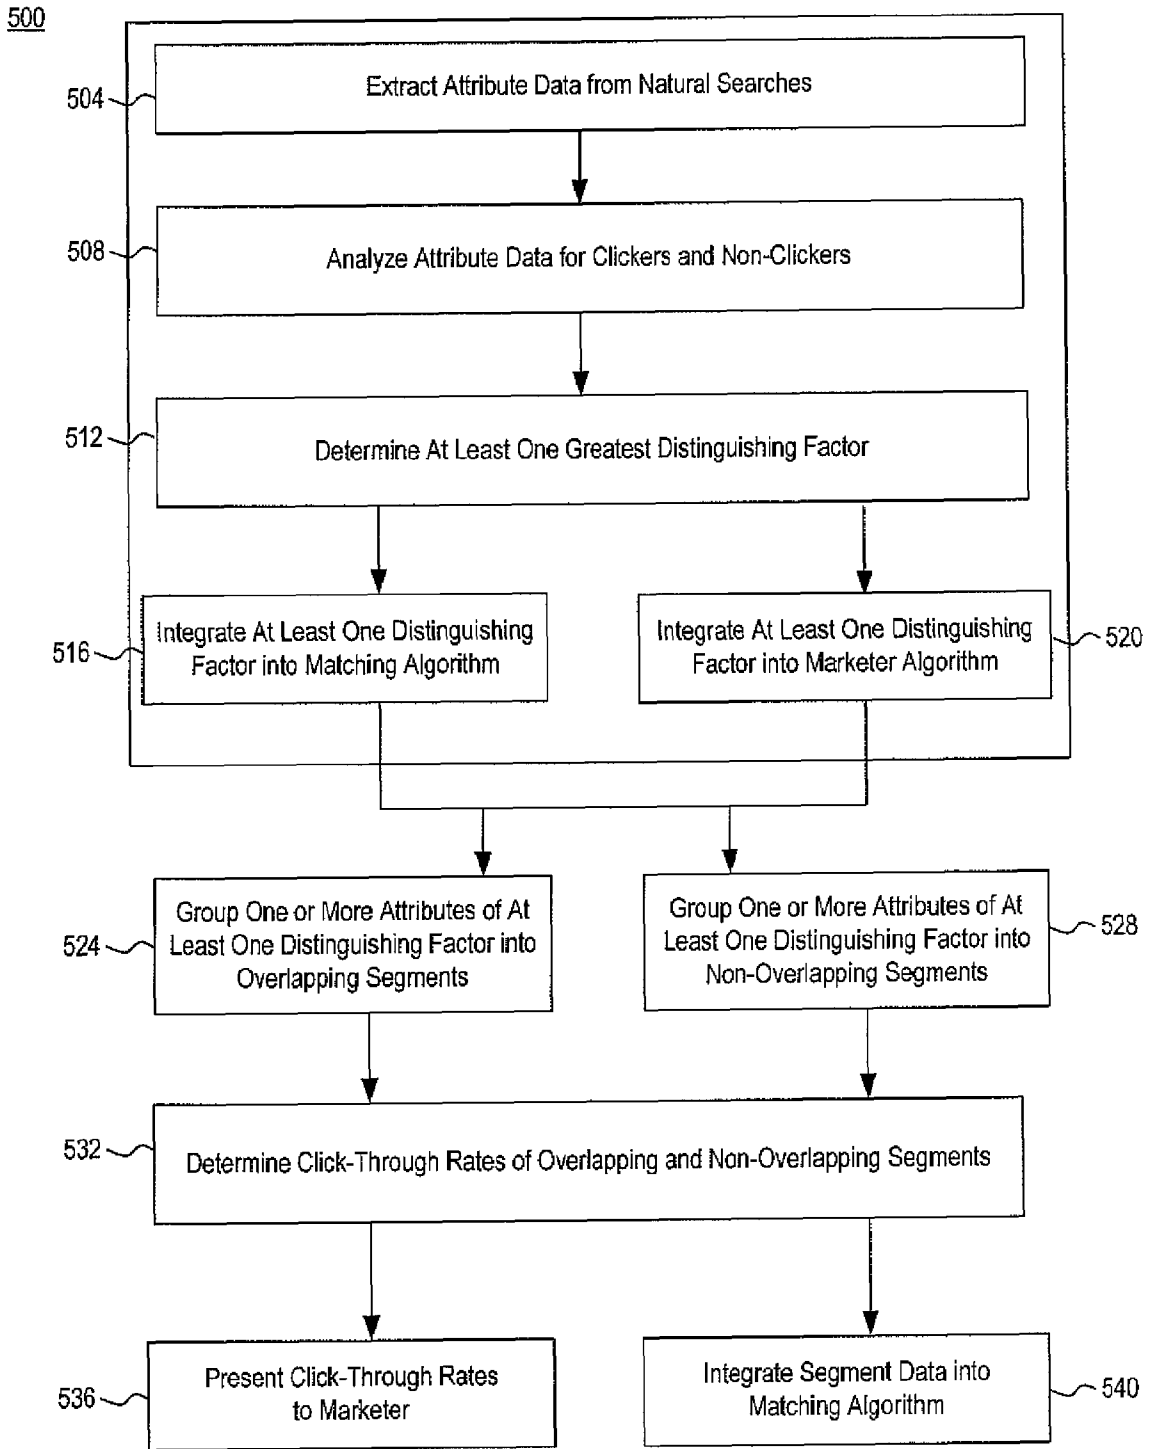 500
504
Extract Attribute Data from Natural Searches
508
Analyze Attribute Data for Clickers and Non-Clickers
512
Determine At Least One Greatest Distinguishing Factor
516
Integrate At Least One Distinguishing
Factor into Matching Algorithm
Integrate At Least One Distinguishing
Factor into Marketer Algorithm
520
524
Group One or More Attributes of At
Least One Distinguishing Factor into
Overlapping Segments
Group One or More Attributes of At
Least One Distinguishing Factor into
Non-Overlapping Segments
528
532
Determine Click-Through Rates of Overlapping and Non-Overlapping Segments
536
Present Click-Through Rates
to Marketer
Integrate Segment Data into
Matching Algorithm
540